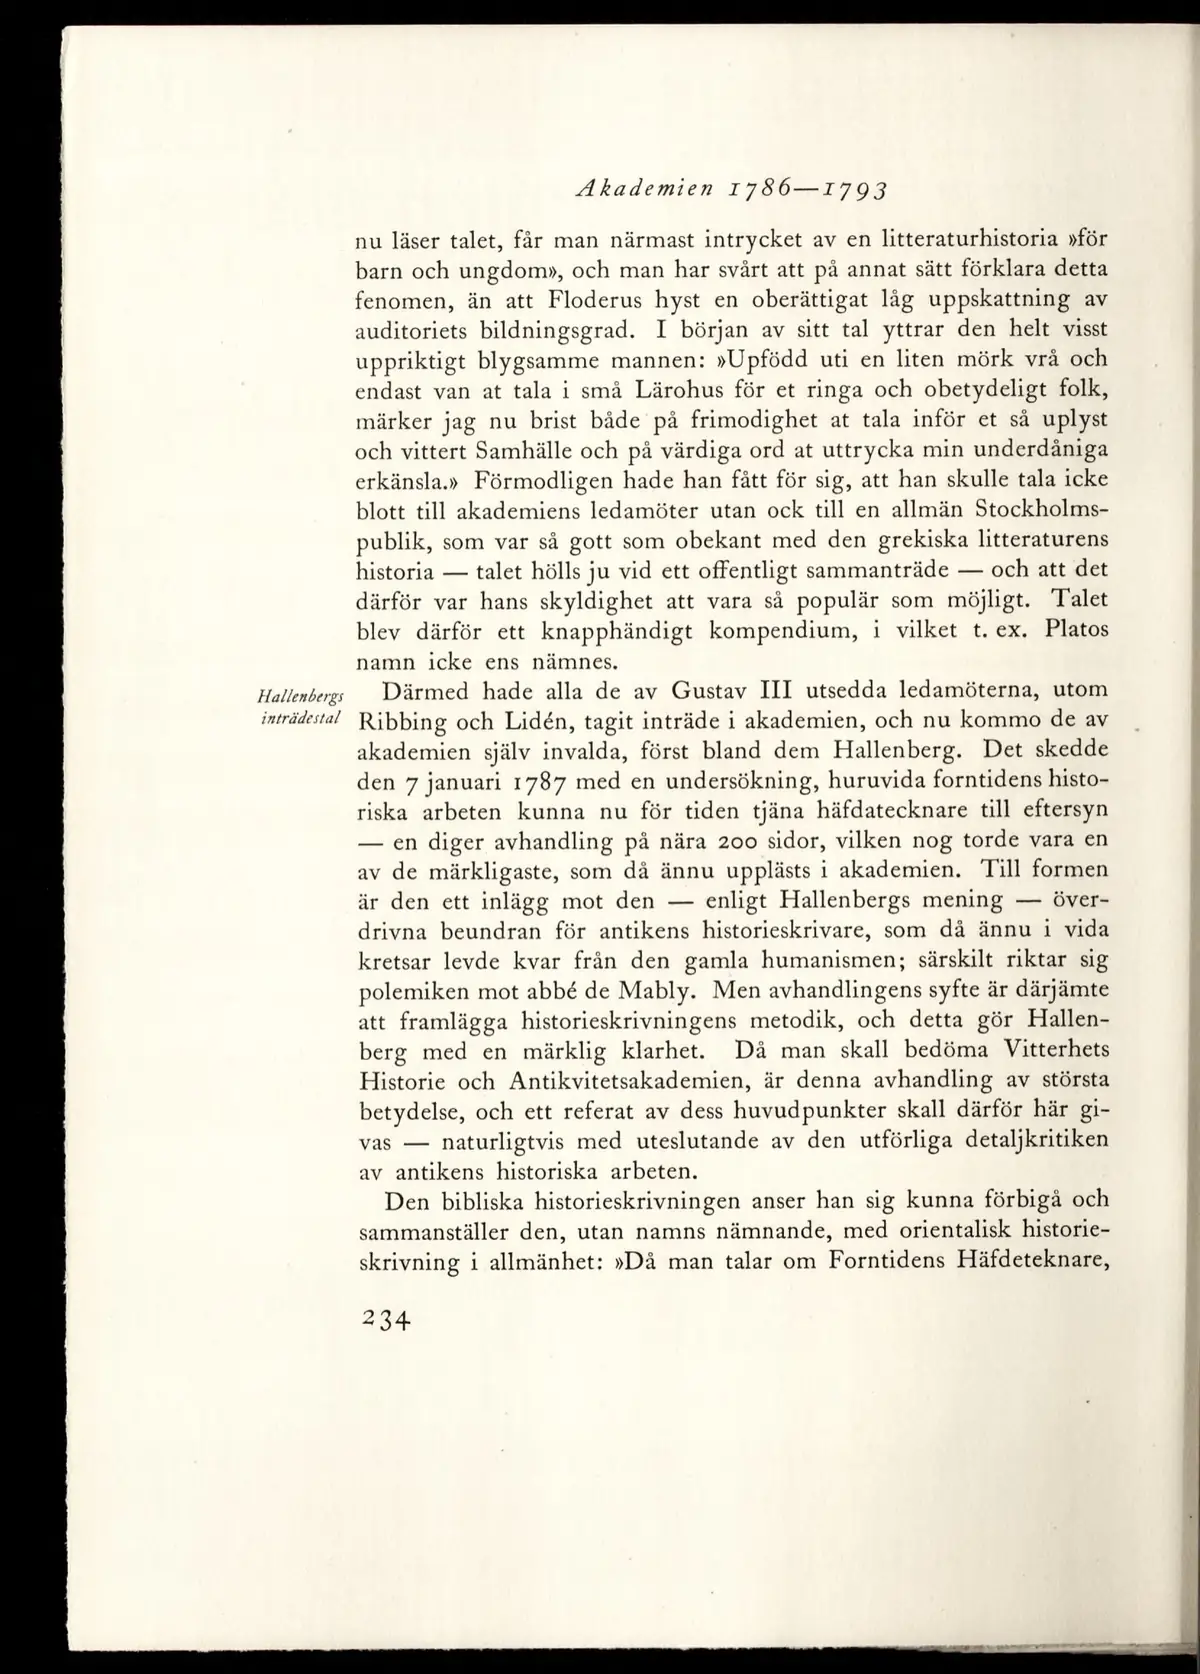 Akademien 1786—1793
nu läser talet, får man närmast intrycket av en litteraturhistoria »för
barn och ungdom», och man har svårt att på annat sätt förklara detta
fenomen, än att Floderus hyst en oberättigat låg uppskattning av
auditoriets bildningsgrad. I början av sitt tal yttrar den helt visst
uppriktigt blygsamme mannen: »Upfödd uti en liten mörk vrå och
endast van at tala i små Lärohus för et ringa och obetydeligt folk,
märker jag nu brist både på frimodighet at tala inför et så uplyst
och vittert Samhälle och på värdiga ord at uttrycka min underdåniga
erkänsla.» Förmodligen hade han fått för sig, att han skulle tala icke
blott till akademiens ledamöter utan ock till en allmän Stockholms-
publik, som var så gott som obekant med den grekiska litteraturens
historia — talet hölls ju vid ett offentligt sammanträde — och att det
därför var hans skyldighet att vara så populär som möjligt. Talet
blev därför ett knapphändigt kompendium, i vilket t. ex. Platos
namn icke ens nämnes.
Hallenbergs
inträdestal
Därmed hade alla de av Gustav III utsedda ledamöterna, utom
Ribbing och Lidén, tagit inträde i akademien, och nu kommo de av
akademien själv invalda, först bland dem Hallenberg. Det skedde
den 7 januari 1787 med en undersökning, huruvida forntidens histo-
riska arbeten kunna nu för tiden tjäna häfdatecknare till eftersyn
— en diger avhandling på nära 200 sidor, vilken nog torde vara en
av de märkligaste, som då ännu upplästs i akademien. Till formen
är den ett inlägg mot den — enligt Hallenbergs mening — över-
drivna beundran för antikens historieskrivare, som då ännu i vida
kretsar levde kvar från den gamla humanismen; särskilt riktar sig
polemiken mot abbé de Mably. Men avhandlingens syfte är därjämte
att framlägga historieskrivningens metodik, och detta gör Hallen-
berg med en märklig klarhet. Då man skall bedöma Vitterhets
Historie och Antikvitetsakademien, är denna avhandling av största
betydelse, och ett referat av dess huvudpunkter skall därför här gi-
vas — naturligtvis med uteslutande av den utförliga detaljkritiken
av antikens historiska arbeten.
Den bibliska historieskrivningen anser han sig kunna förbigå och
sammanställer den, utan namns nämnande, med orientalisk historie-
skrivning i allmänhet: »Då man talar om Forntidens Häfdeteknare,
234